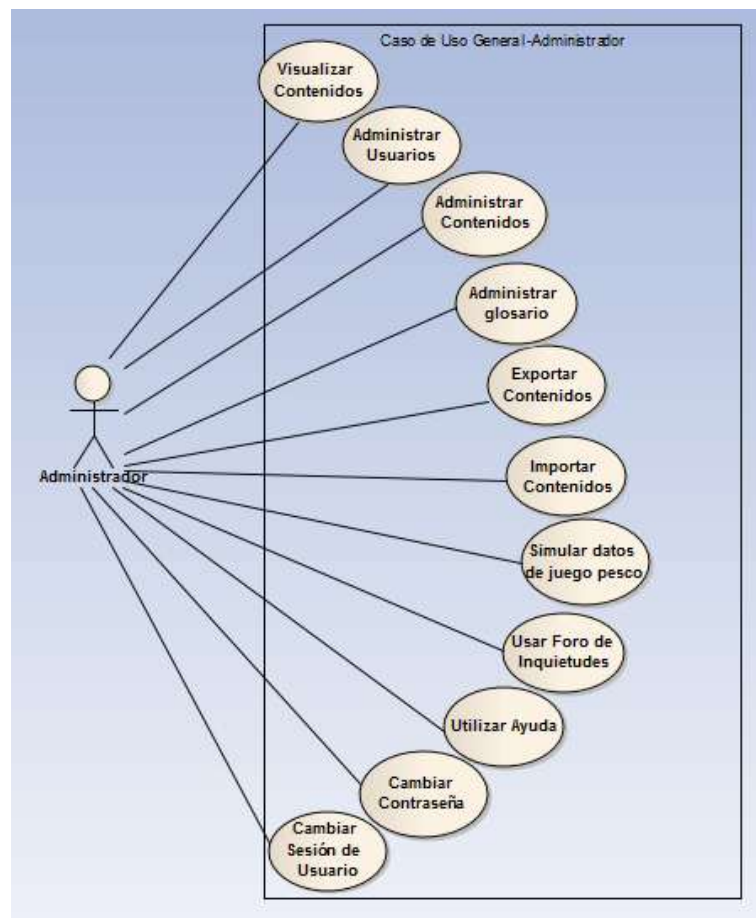 Caso de Uso General-Administrador
Visualizar
Contenidos
Administrar
Usuarios
Administrar
Contenidos
Administrar
glosario
Exportar
Contenidos
Administrador
Importar
Contenidos
Simular datos
de juego pesco
Usar Foro de
Inquietudes
Utilizar Ayuda
Cambiar
Contraseña
Cambiar
Sesión de
Usuario